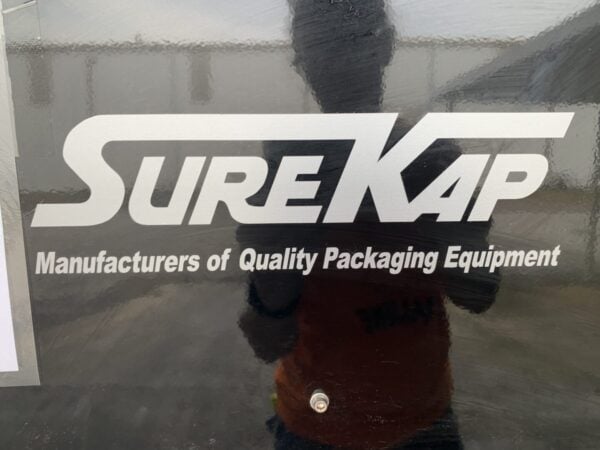 SUREKAP
Manufacturers of Quality Packaging Equipment